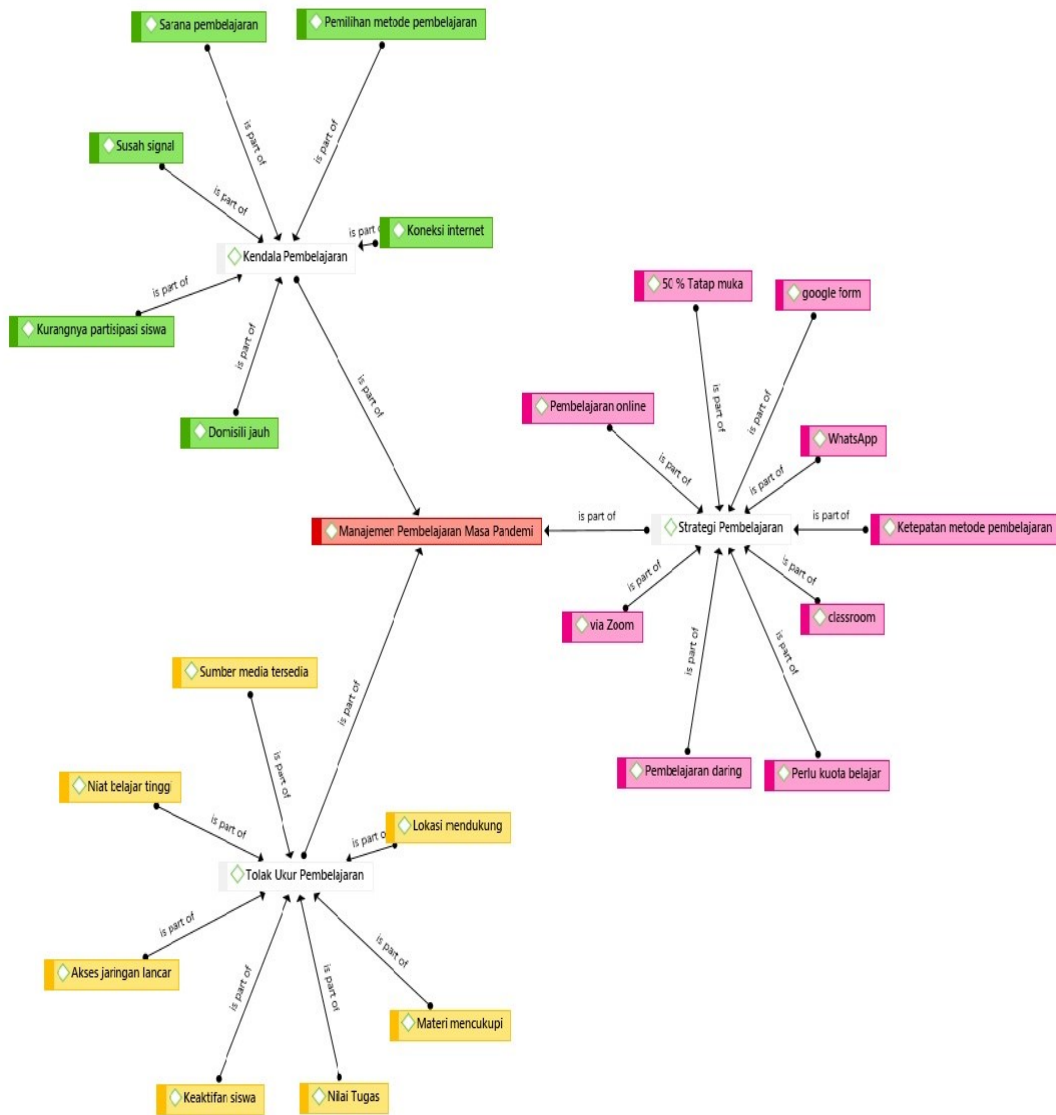 Sarana pembelajaran
Pemilihan metode pembelajaran
is part of
is part of
Susah signal
is part of
Koneksi internet
is part of
Kendala Pembelajaran
is part of
Kurangnya partisipasi siswa
is part of
Domisili jauh
is part of
50 % Tatap muka
google form
is part of
is part of
Pembelajaran online
is part of
WhatsApp
is part of
Manajemen Pembelajaran Masa Pandemi
is part of
Strategi Pembelajaran
is part of
Ketepatan metode pembelajaran
is part of
via Zoom
is part of
classroom
is part of
is part of
Pembelajaran daring
Perlu kuota belajar
is part of
Sumber media tersedia
is part of
Niat belajar tinggi
is part of
Lokasi mendukung
is part of
Tolak Ukur Pembelajaran
is part of
Akses jaringan lancar
is part of
is part of
is part of
Materi mencukupi
Keaktifan siswa
Nilai Tugas